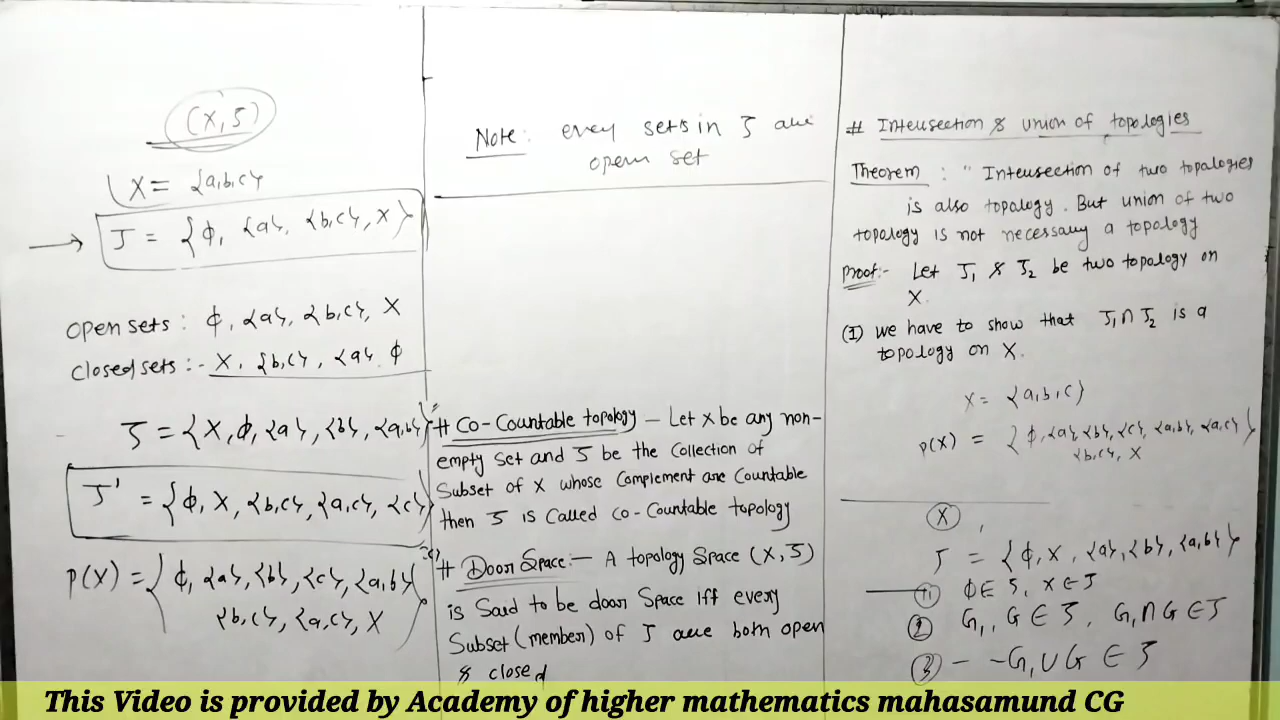 (X, τ)
X = {a,b,c}
J = {ϕ, {a}, {b,c}, X}
open sets : ϕ, {a}, {b,c}, X
closed sets :- X, {b,c}, {a}, ϕ
τ = {X, ϕ, {a}, {b}, {a,b}}
J' = {ϕ, X, {b,c}, {a,c}, {c}}
P(X) = { ϕ, {a}, {b}, {c}, {a,b}
{b,c}, {a,c}, X }
Note: every sets in τ are
open set
# Co-Countable topology – Let X be any non-
empty set and J be the Collection of
Subset of X whose Complement are Countable
then J is Called Co-Countable topology
# Door Space:– A topology Space (X, J)
is Said to be door Space iff every
Subset (member) of J are both open
& closed
# Intersection & union of topologies
Theorem : " Intersection of two topalogies
is also topology. But union of two
topology is not necessary a topology
Proof:- Let J₁ & J₂ be two topology on
X.
(I) we have to show that J₁∩J₂ is a
topology on X.
X = {a,b,c}
P(X) = { ϕ, {a}, {b}, {c}, {a,b}, {a,c}
{b,c}, X }
X
J = {ϕ, X, {a}, {b}, {a,b}}
ϕ ∈ J, X ∈ J
② G₁, G ∈ J, G₁ ∩ G ∈ J
③ – –G₁ ∪ G ∈ J
This Video is provided by Academy of higher mathematics mahasamund CG